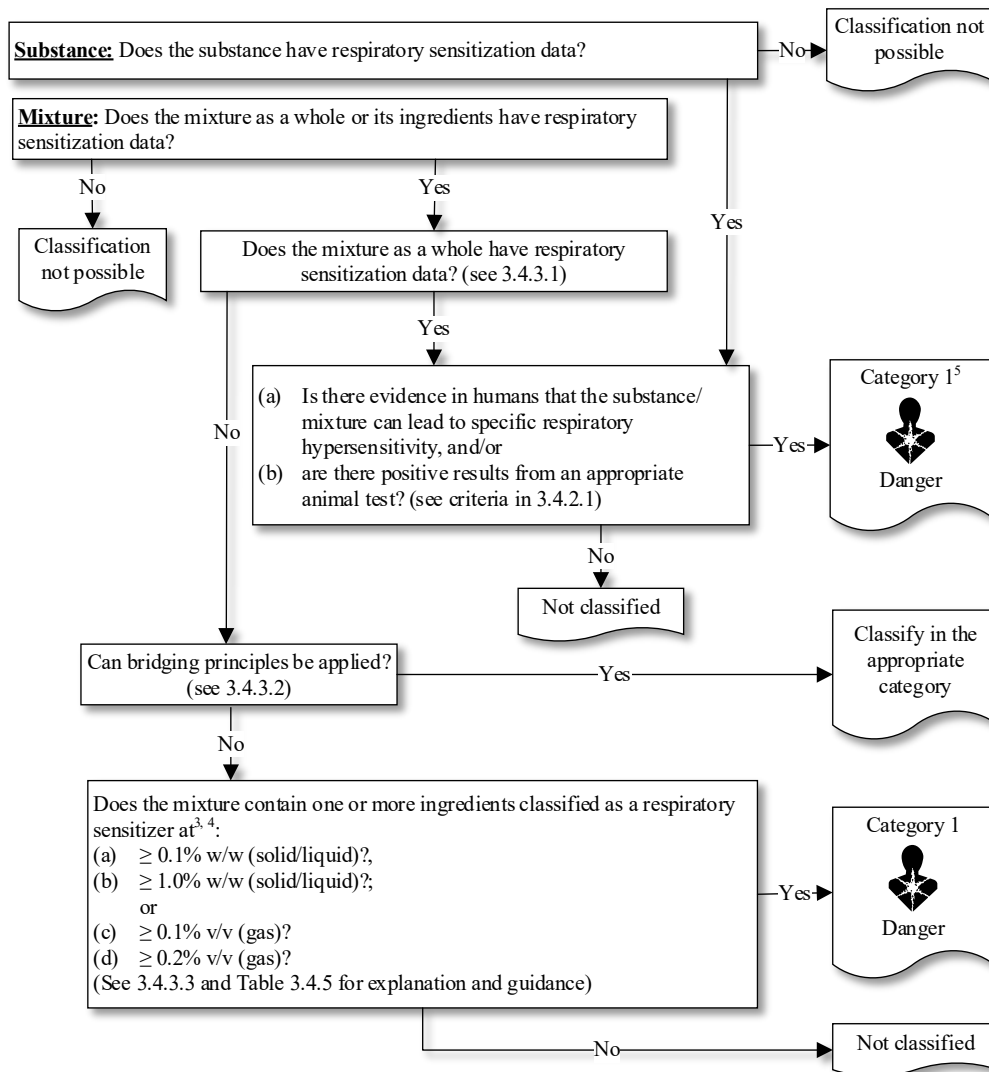 Substance: Does the substance have respiratory sensitization data?
No
Classification not
possible
Mixture: Does the mixture as a whole or its ingredients have respiratory
sensitization data?
No
Yes
Yes
Classification
not possible
Does the mixture as a whole have respiratory
sensitization data? (see 3.4.3.1)
No
Yes
(a) Is there evidence in humans that the substance/
mixture can lead to specific respiratory
hypersensitivity, and/or
(b) are there positive results from an appropriate
animal test? (see criteria in 3.4.2.1)
Yes
Category 1⁵
Danger
No
Not classified
Can bridging principles be applied?
(see 3.4.3.2)
Yes
Classify in the
appropriate
category
No
Does the mixture contain one or more ingredients classified as a respiratory
sensitizer at³, ⁴:
(a) ≥ 0.1% w/w (solid/liquid)?,
(b) ≥ 1.0% w/w (solid/liquid)?;
or
(c) ≥ 0.1% v/v (gas)?
(d) ≥ 0.2% v/v (gas)?
(See 3.4.3.3 and Table 3.4.5 for explanation and guidance)
Yes
Category 1
Danger
No
Not classified